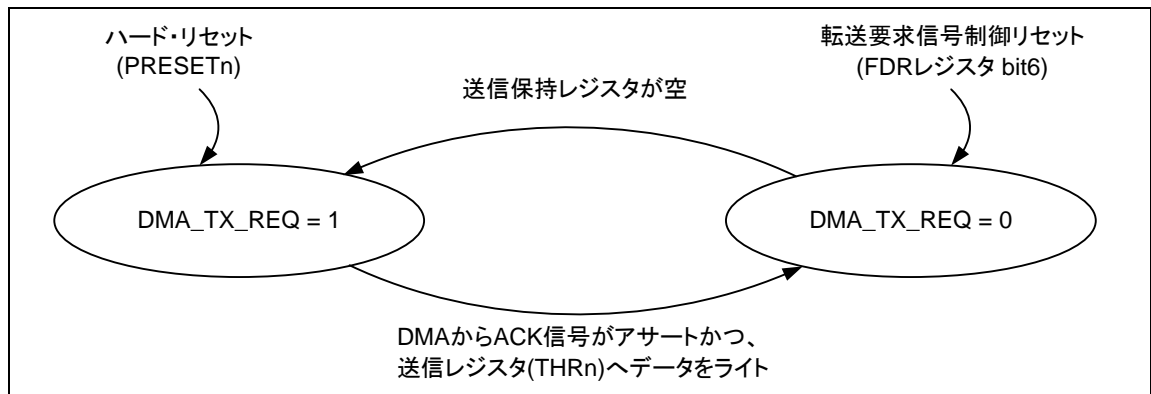 ハード・リセット
(PRESETn)
転送要求信号制御リセット
(FDRレジスタ bit6)
送信保持レジスタが空
DMA_TX_REQ = 1
DMA_TX_REQ = 0
DMAからACK信号がアサートかつ、
送信レジスタ(THRn)へデータをライト